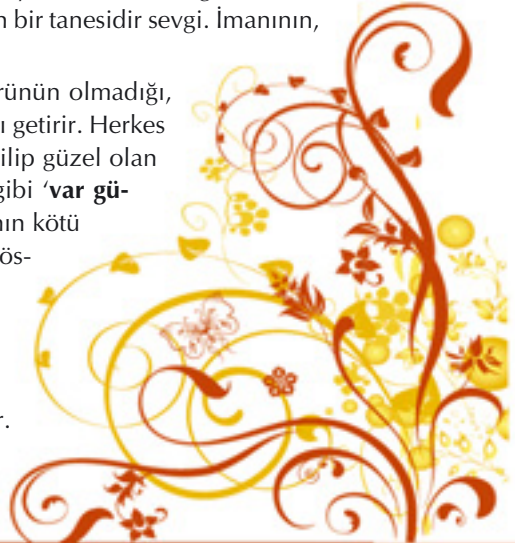 n bir tanesidir sevgi. İmanının,
rünün olmadığı,
ı getirir. Herkes
ilip güzel olan
gibi ‘var gü-
nın kötü
ös-
r.